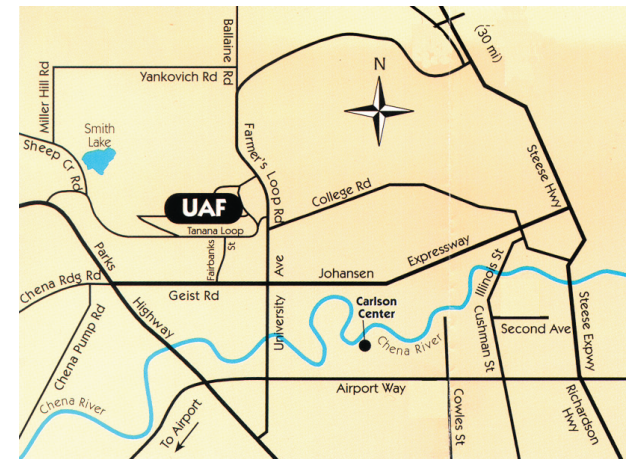 Ballaine Rd
(30 mi)
N
Yankovich Rd
Miller Hill Rd
Smith
Lake
Sheep Cr Rd
Farmer's Loop Rd
Steese Hwy
College Rd
UAF
Tanana Loop
Fairbanks St
Parks
Highway
Expressway
Johansen
Ave
University
Illinois St
Chena Rdg Rd
Geist Rd
Carlson
Center
Chena River
Second Ave
Steese Expwy
Chena Pump Rd
Cushman St
Airport Way
Chena River
Cowles St
Richardson
Hwy
To Airport